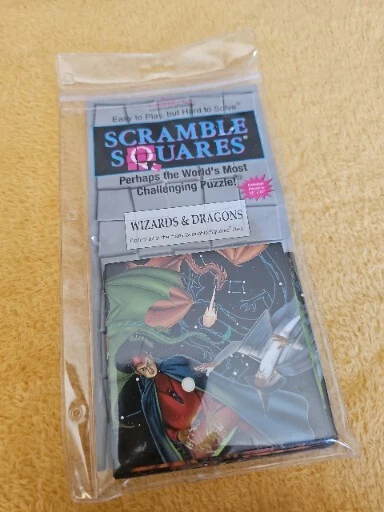 Easy to Play, but Hard to Solve
SCRAMBLE
SQUARES®
Perhaps the World's Most
Challenging Puzzle!®
WIZARDS & DRAGONS